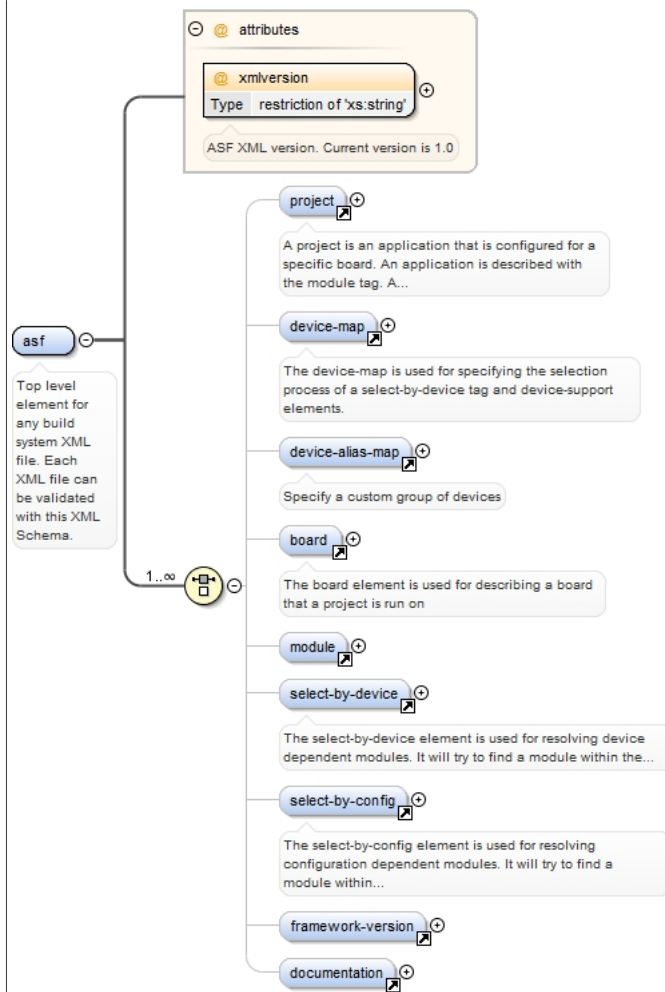 @ attributes
@ xmlversion
Type restriction of 'xs:string'
ASF XML version. Current version is 1.0
project
A project is an application that is configured for a
specific board. An application is described with
the module tag. A...
asf
Top level
element for
any build
system XML
file. Each
XML file can
be validated
with this XML
Schema.
device-map
The device-map is used for specifying the selection
process of a select-by-device tag and device-support
elements.
device-alias-map
Specify a custom group of devices
board
The board element is used for describing a board
that a project is run on
1..∞
module
select-by-device
The select-by-device element is used for resolving device
dependent modules. It will try to find a module within the...
select-by-config
The select-by-config element is used for resolving
configuration dependent modules. It will try to find a
module within...
framework-version
documentation